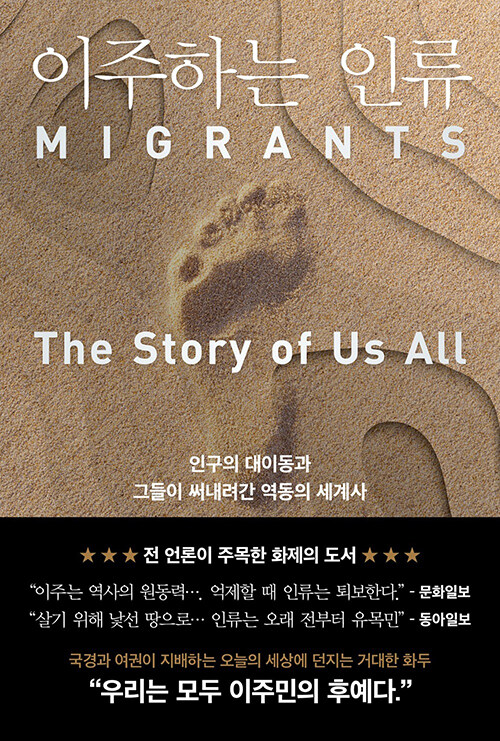 이주하는 인류
MIGRANTS
The Story of Us All
인구의 대이동과
그들이 써내려간 역동의 세계사
★★★ 전 언론이 주목한 화제의 도서 ★★★
“이주는 역사의 원동력…. 억제할 때 인류는 퇴보한다.” - 문화일보
“살기 위해 낯선 땅으로… 인류는 오래 전부터 유목민” - 동아일보
국경과 여권이 지배하는 오늘의 세상에 던지는 거대한 화두
“우리는 모두 이주민의 후예다.”